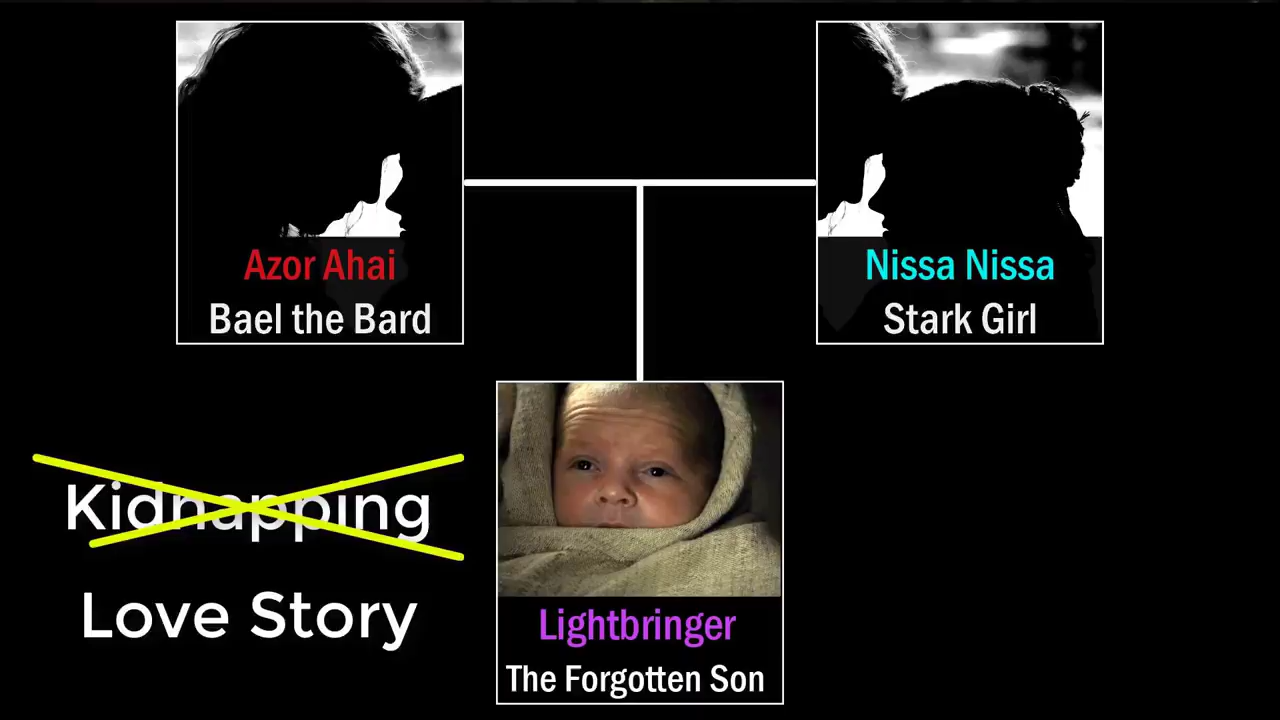 Azor Ahai
Bael the Bard
Nissa Nissa
Stark Girl
Kidnapping
Love Story
Lightbringer
The Forgotten Son